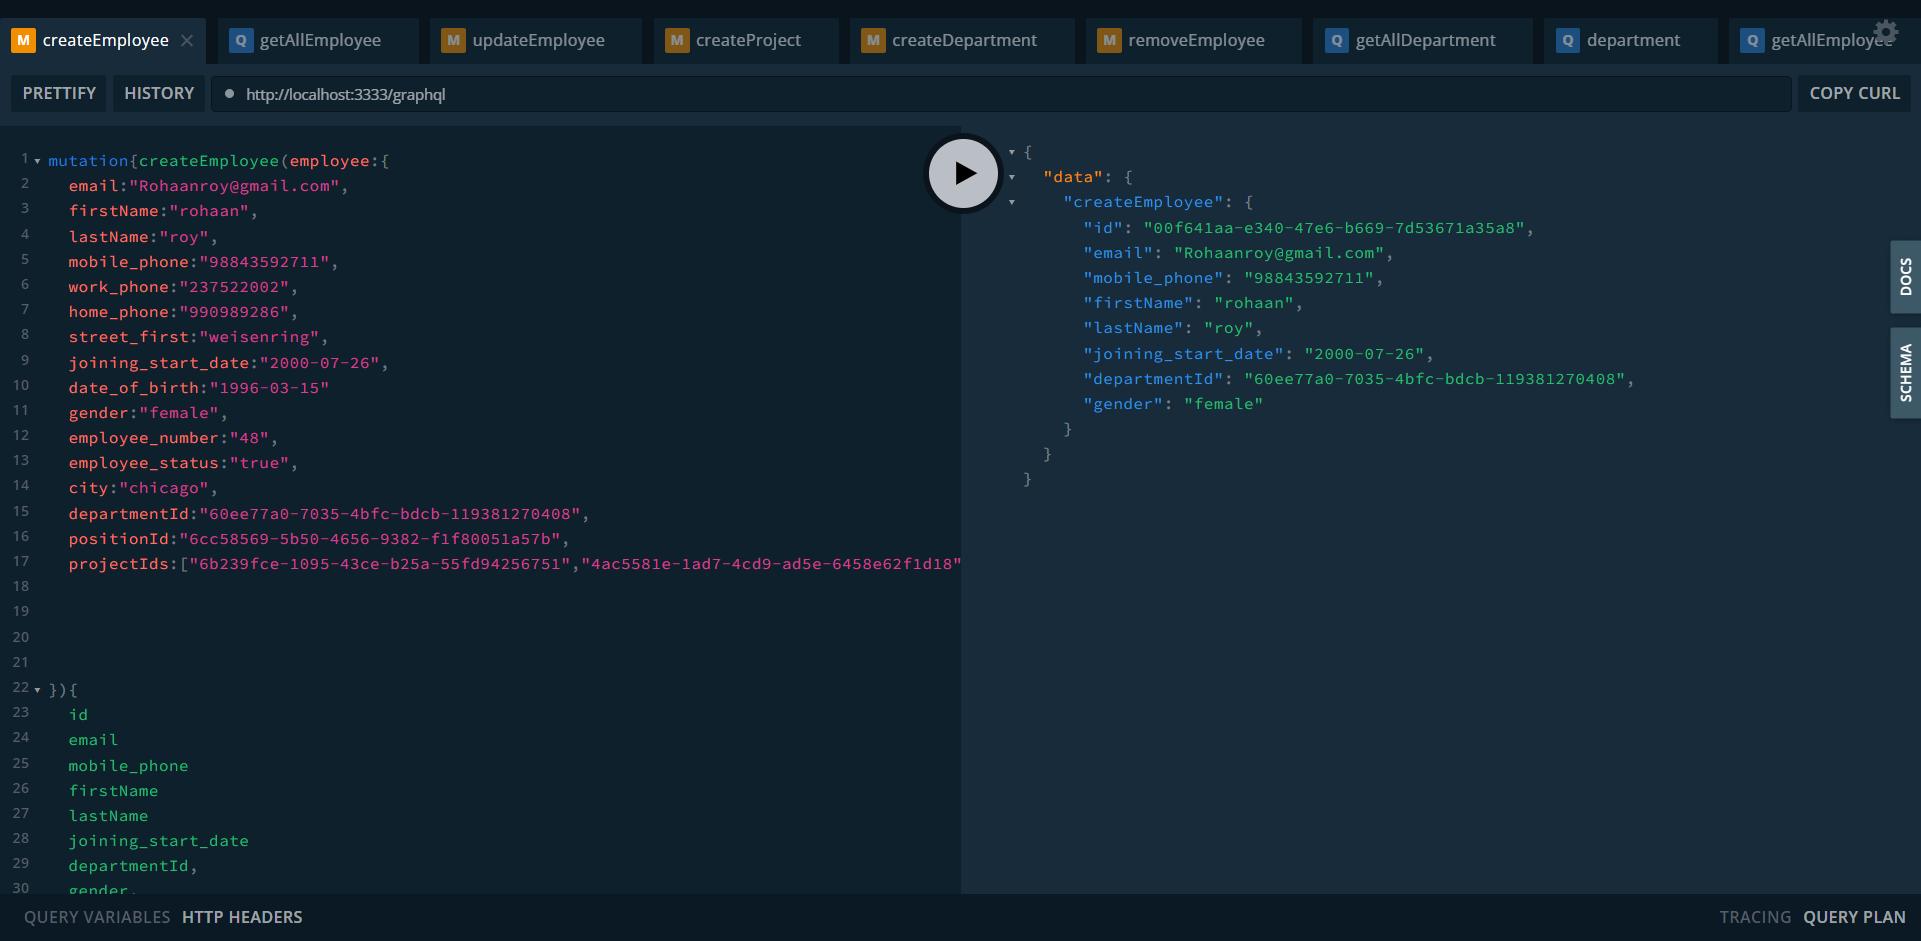 M createEmployee
Q getAllEmployee
M updateEmployee
M createProject
M createDepartment
M removeEmployee
Q getAllDepartment
Q department
Q getAllEmployee
PRETTIFY
HISTORY
http://localhost:3333/graphql
COPY CURL
1 mutation{createEmployee(employee:{
2 email:"Rohaanroy@gmail.com",
3 firstName:"rohaan",
4 lastName:"roy",
5 mobile_phone:"98843592711",
6 work_phone:"237522002",
7 home_phone:"990989286",
8 street_first:"weisenring",
9 joining_start_date:"2000-07-26",
10 date_of_birth:"1996-03-15"
11 gender:"female",
12 employee_number:"48",
13 employee_status:"true",
14 city:"chicago",
15 departmentId:"60ee77a0-7035-4bfc-bdcb-119381270408",
16 positionId:"6cc58569-5b50-4656-9382-f1f80051a57b",
17 projectIds:["6b239fce-1095-43ce-b25a-55fd94256751","4ac5581e-1ad7-4cd9-ad5e-6458e62f1d18"
18
19
20
21
22 }){
23 id
24 email
25 mobile_phone
26 firstName
27 lastName
28 joining_start_date
29 departmentId,
30 gender,
{
"data": {
"createEmployee": {
"id": "00f641aa-e340-47e6-b669-7d53671a35a8",
"email": "Rohaanroy@gmail.com",
"mobile_phone": "98843592711",
"firstName": "rohaan",
"lastName": "roy",
"joining_start_date": "2000-07-26",
"departmentId": "60ee77a0-7035-4bfc-bdcb-119381270408",
"gender": "female"
}
}
}
DOCS
SCHEMA
QUERY VARIABLES
HTTP HEADERS
TRACING
QUERY PLAN